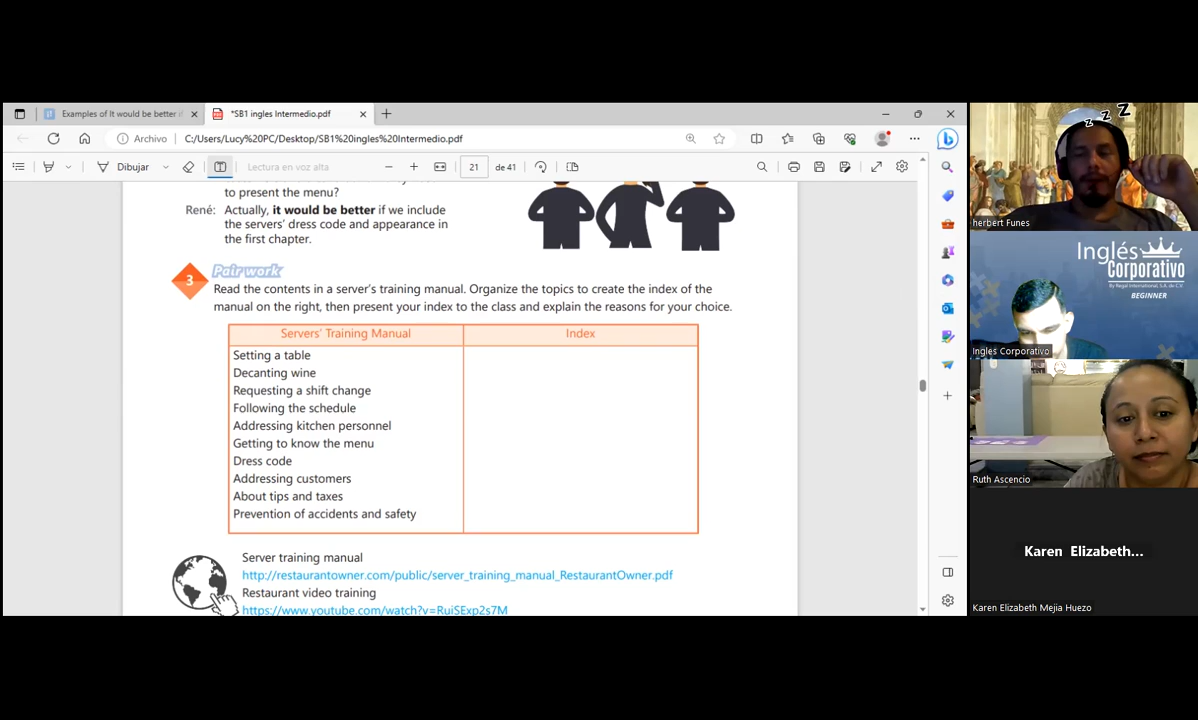 Examples of It would be better if
*SB1 ingles Intermedio.pdf
Archivo
C:/Users/Lucy%20PC/Desktop/SB1%20ingles%20Intermedio.pdf
Dibujar
Lectura en voz alta
21
de 41
to present the menu?
René: Actually, it would be better if we include
the servers' dress code and appearance in
the first chapter.
3
Pair work
Read the contents in a server's training manual. Organize the topics to create the index of the
manual on the right, then present your index to the class and explain the reasons for your choice.
Servers' Training Manual
Index
Setting a table
Decanting wine
Requesting a shift change
Following the schedule
Addressing kitchen personnel
Getting to know the menu
Dress code
Addressing customers
About tips and taxes
Prevention of accidents and safety
Server training manual
http://restaurantowner.com/public/server_training_manual_RestaurantOwner.pdf
Restaurant video training
https://www.youtube.com/watch?v=RuiSExp2s7M
z z Z
herbert Funes
Inglés
Corporativo
By Regal International, S.A. de C.V.
BEGINNER
Inglés Corporativo
Ruth Ascencio
Karen Elizabeth...
Karen Elizabeth Mejia Huezo